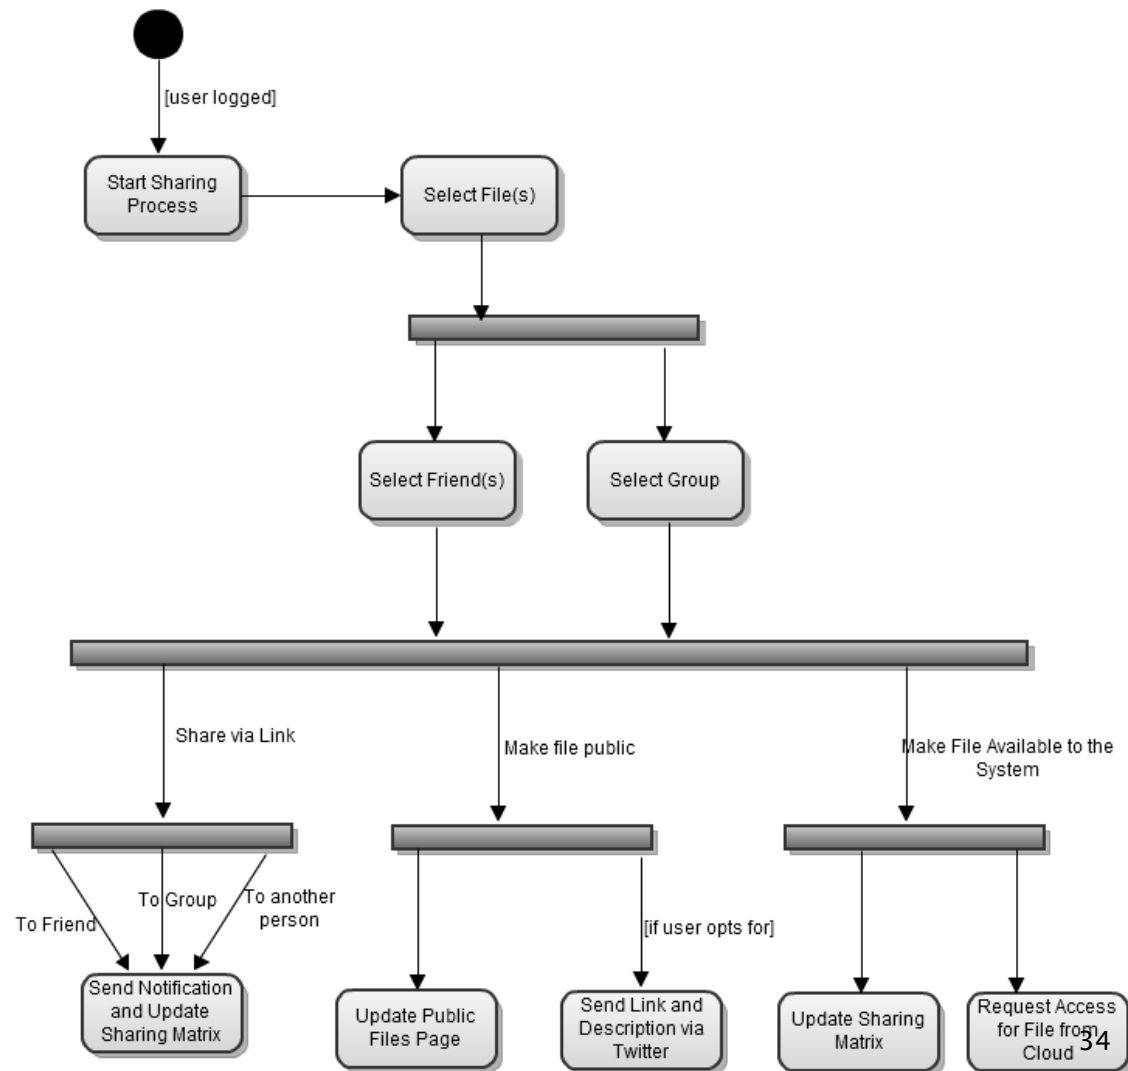 [user logged]
Start Sharing
Process
Select File(s)
Select Friend(s)
Select Group
Share via Link
Make file public
Make File Available to the
System
To Friend
To Group
To another
person
[if user opts for]
Send Notification
and Update
Sharing Matrix
Update Public
Files Page
Send Link and
Description via
Twitter
Update Sharing
Matrix
Request Access
for File from
Cloud
34